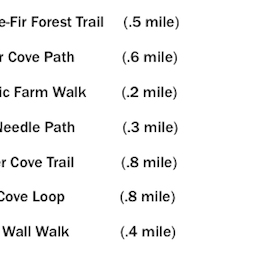 e-Fir Forest Trail (.5 mile)
r Cove Path (.6 mile)
ic Farm Walk (.2 mile)
Needle Path (.3 mile)
r Cove Trail (.8 mile)
Cove Loop (.8 mile)
Wall Walk (.4 mile)